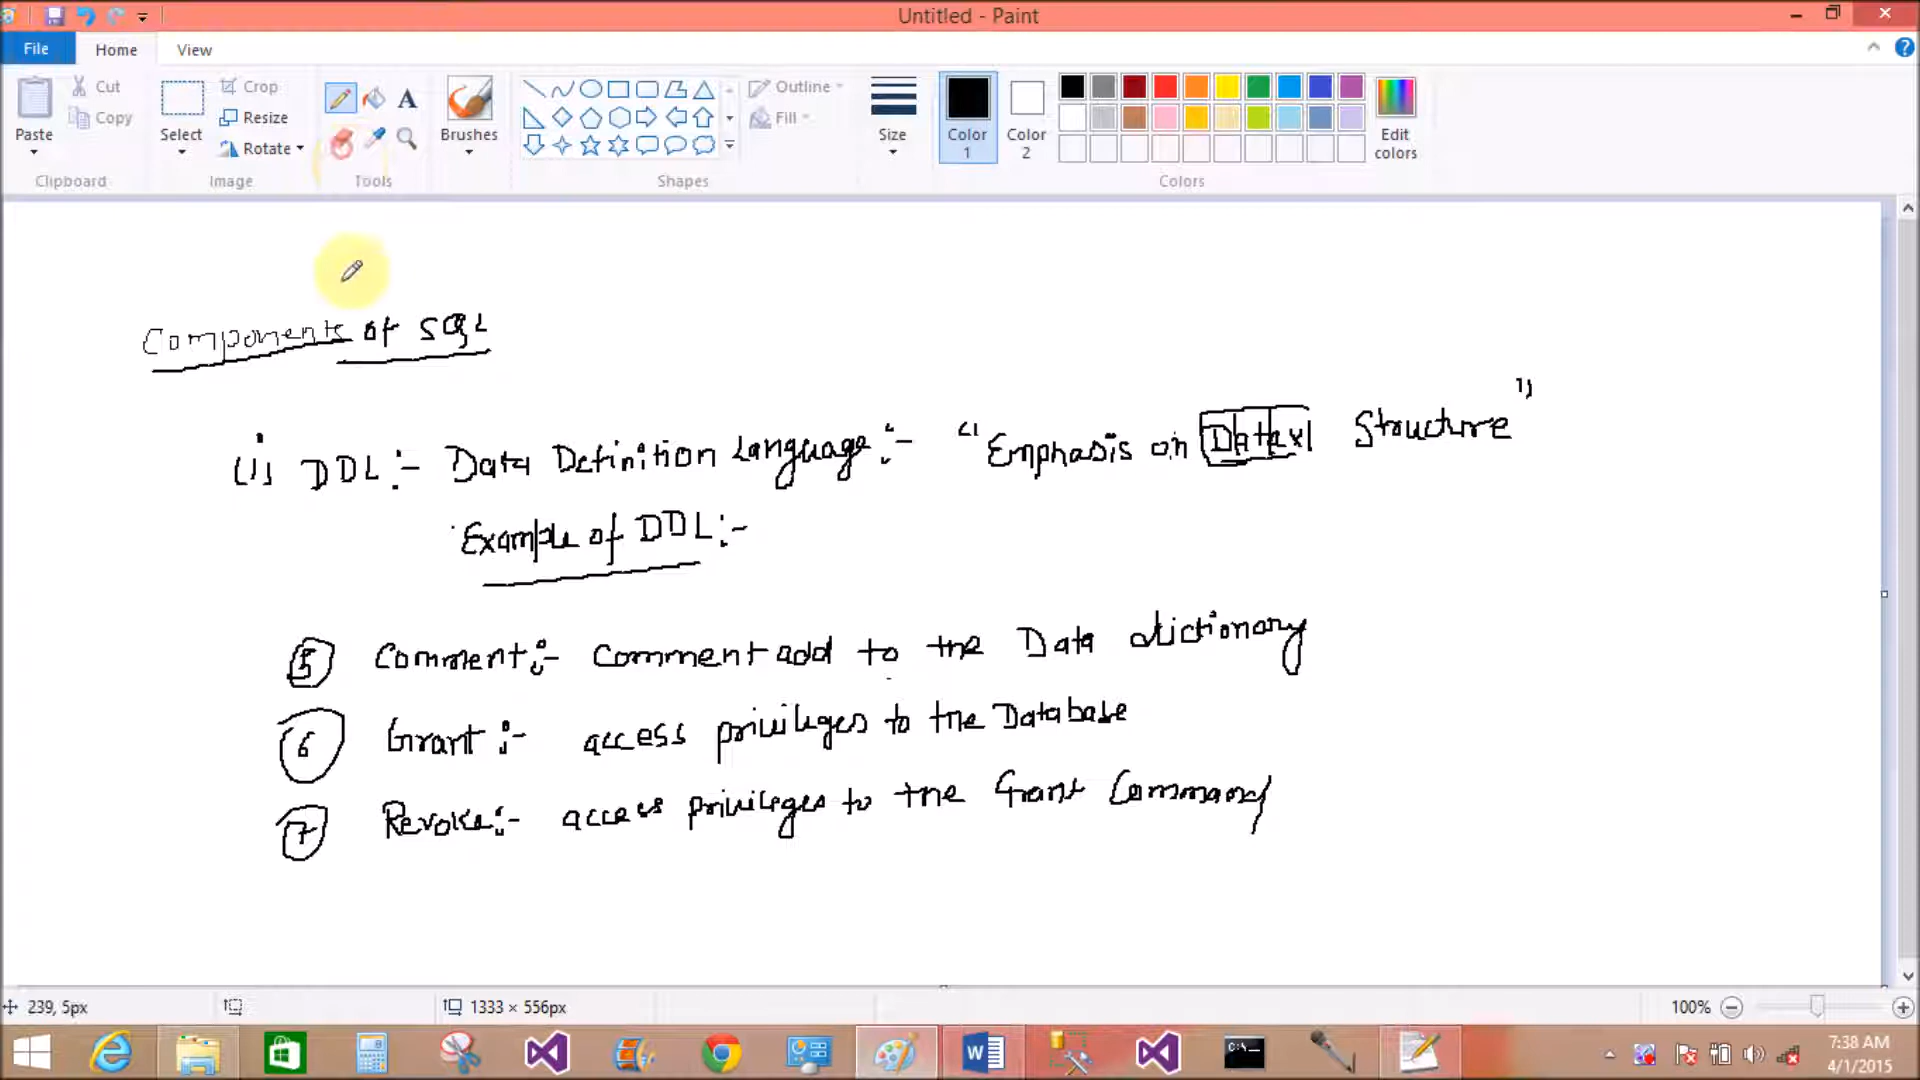 Untitled - Paint
File Home View
Paste
Cut
Copy
Clipboard
Select
Crop
Resize
Rotate
Image
Tools
Brushes
Shapes
Outline
Fill
Size
Color 1
Color 2
Edit colors
Colors
Components of SQL
(1) DDL:- Data Definition Language:- "Emphasis on Structure"
Example of DDL:-
5 Comment:- Comment add to the Data dictionary
6 Grant:- access privileges to the Database
7 Revoke:- access privileges to the Grant Command
239, 5px
1333 × 556px
100%
7:38 AM
4/1/2015